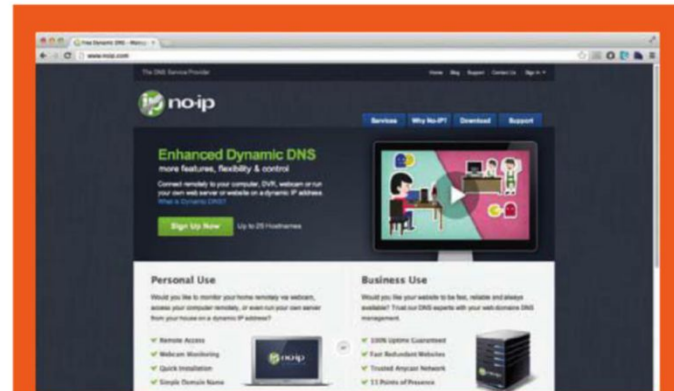 Free Dynamic DNS - Manag
www.noip.com
The DNS Service Provider
Home Blog Support Contact Us Sign In
no-ip
Services Why No-IP? Download Support
Enhanced Dynamic DNS
more features, flexibility & control
Connect remotely to your computer, DVR, webcam or run
your own web server or website on a dynamic IP address.
What is Dynamic DNS?
Sign Up Now Up to 25 Hostnames
Personal Use
Would you like to monitor your home remotely via webcam,
access your computer remotely, or even run your own server
from your house on a dynamic IP address?
Remote Access
Webcam Monitoring
Quick Installation
Simple Domain Name
no-ip
Business Use
Would you like your website to be fast, reliable and always
available? Trust our DNS experts with your web domains DNS
management.
100% Uptime Guaranteed
Fast Redundant Websites
Trusted Anycast Network
11 Points of Presence